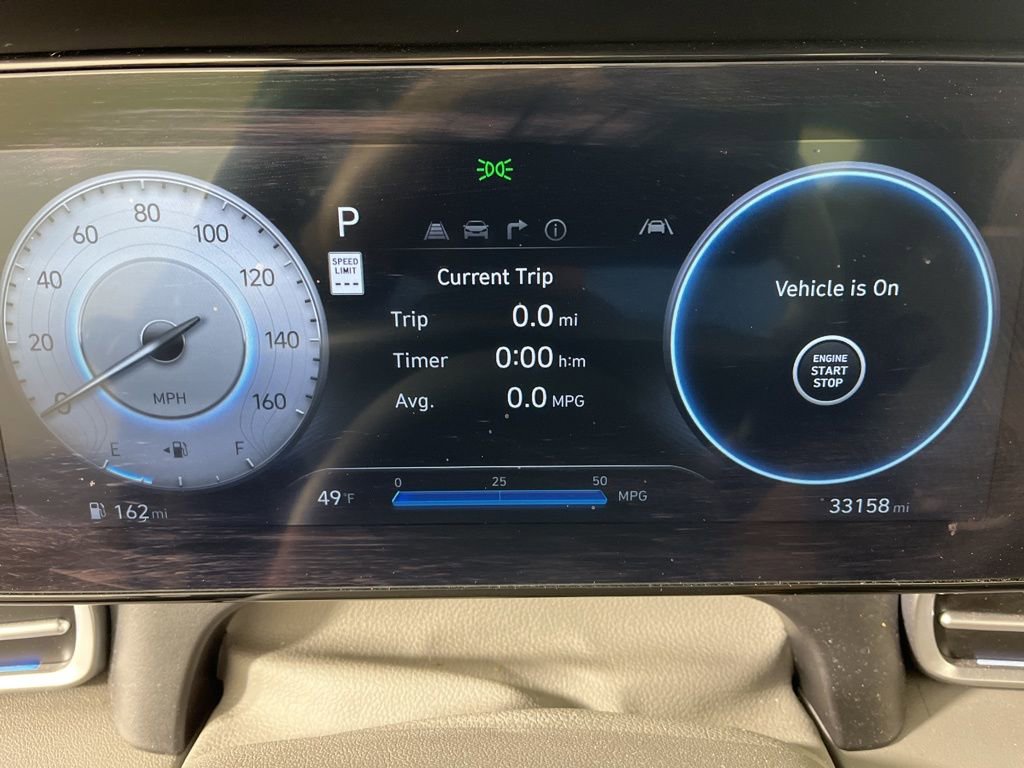 80
60
100
40
120
20
140
0
160
MPH
E
F
162 mi
P
SPEED
LIMIT
---
Current Trip
Trip 0.0 mi
Timer 0:00 h:m
Avg. 0.0 MPG
0 25 50
49°F
MPG
Vehicle is On
ENGINE
START
STOP
33158 mi